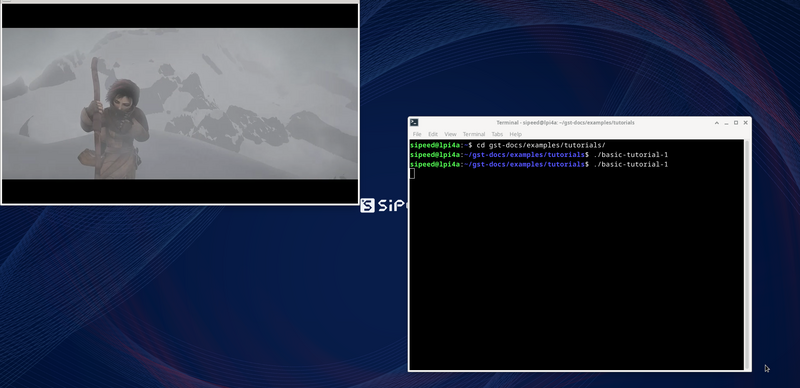 Terminal - sipeed@lpi4a: ~/gst-docs/examples/tutorials
File Edit View Terminal Tabs Help
sipeed@lpi4a:~$ cd gst-docs/examples/tutorials/
sipeed@lpi4a:~/gst-docs/examples/tutorials$ ./basic-tutorial-1
sipeed@lpi4a:~/gst-docs/examples/tutorials$ ./basic-tutorial-1
SiP